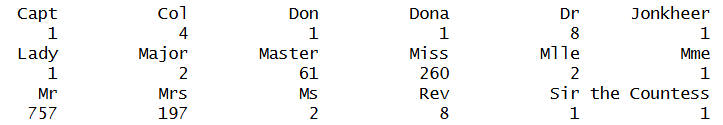 Capt Col Don Dona Dr Jonkheer
1 4 1 1 8 1
Lady Major Master Miss Mlle Mme
1 2 61 260 2 1
Mr Mrs Ms Rev Sir the Countess
757 197 2 8 1 1